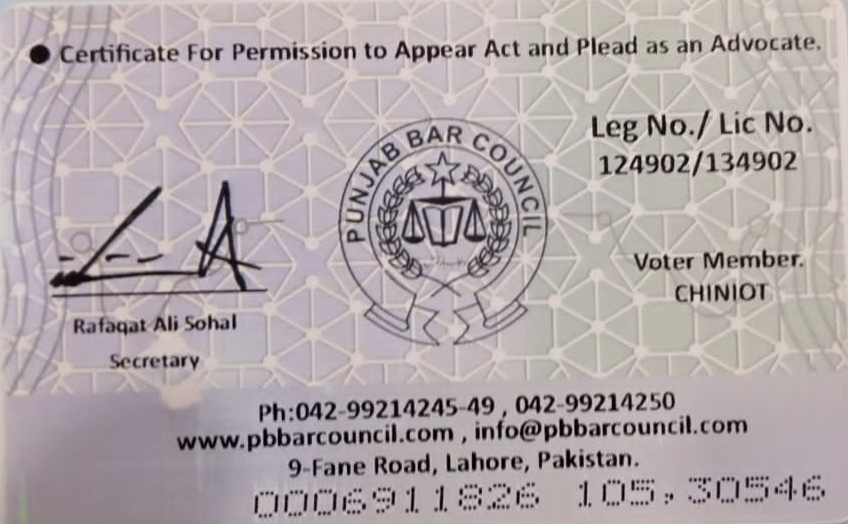 ● Certificate For Permission to Appear Act and Plead as an Advocate.
Leg No./ Lic No.
124902/134902
PUNJAB BAR COUNCIL
Voter Member.
CHINIOT
Rafaqat Ali Sohal
Secretary
Ph:042-99214245-49 , 042-99214250
www.pbbarcouncil.com , info@pbbarcouncil.com
9-Fane Road, Lahore, Pakistan.
0006911826 105,30546